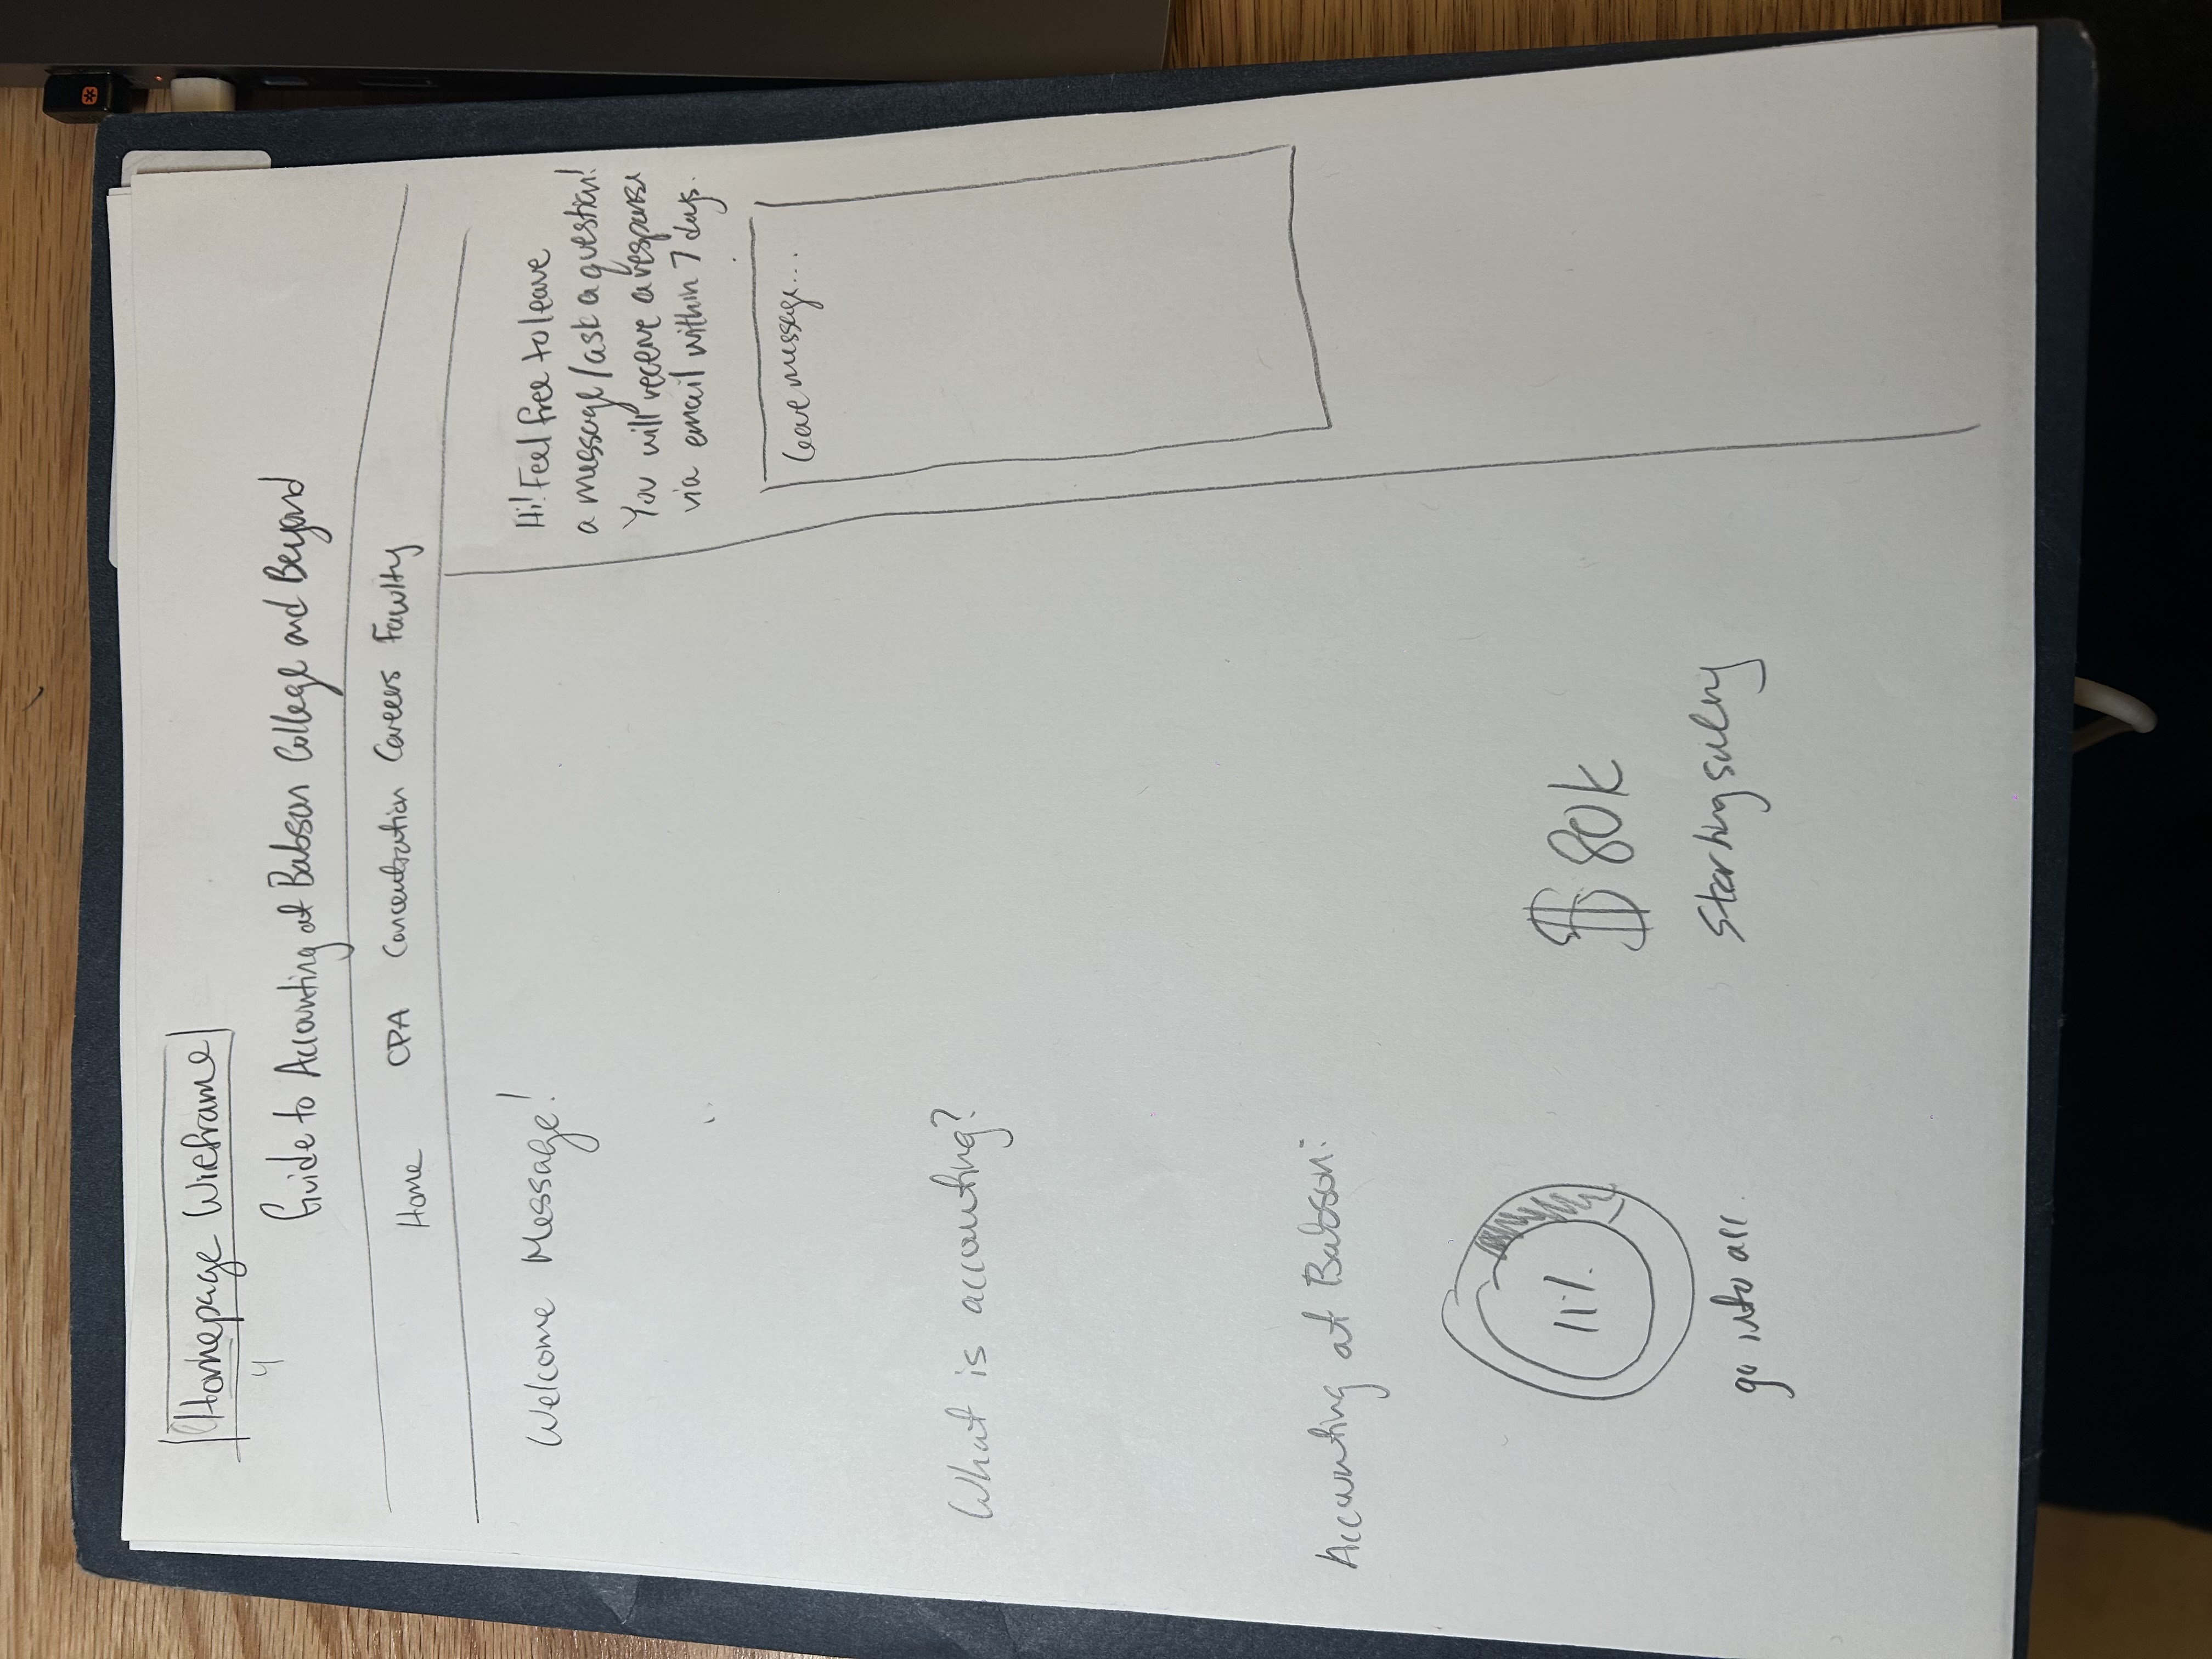 Homepage Wireframe
Guide to Accounting at Babson College and Beyond
Home CPA Concentration Careers Faculty
Welcome Message!
Hi! Feel free to leave
a message/ask a question!
You will receive a response
via email within 7 days.
leave message...
What is accounting?
Accounting at Babson:
11%
go into acc.
$80k
starting salary